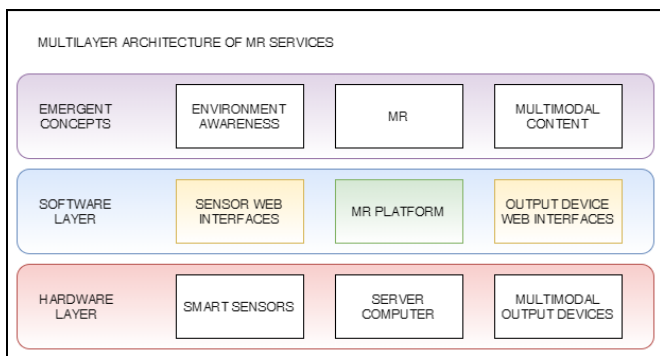 MULTILAYER ARCHITECTURE OF MR SERVICES
EMERGENT
CONCEPTS
ENVIRONMENT
AWARENESS
MR
MULTIMODAL
CONTENT
SOFTWARE
LAYER
SENSOR WEB
INTERFACES
MR PLATFORM
OUTPUT DEVICE
WEB INTERFACES
HARDWARE
LAYER
SMART SENSORS
SERVER
COMPUTER
MULTIMODAL
OUTPUT DEVICES